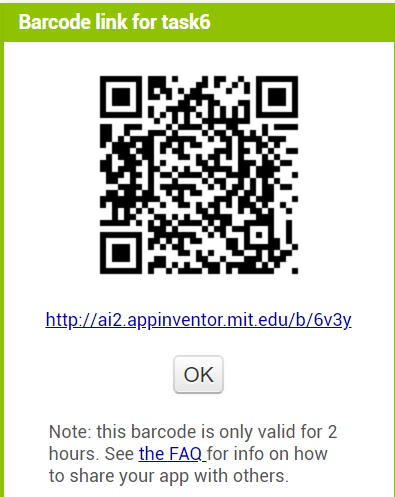 Barcode link for task6
http://ai2.appinventor.mit.edu/b/6v3y
OK
Note: this barcode is only valid for 2
hours. See the FAQ for info on how
to share your app with others.